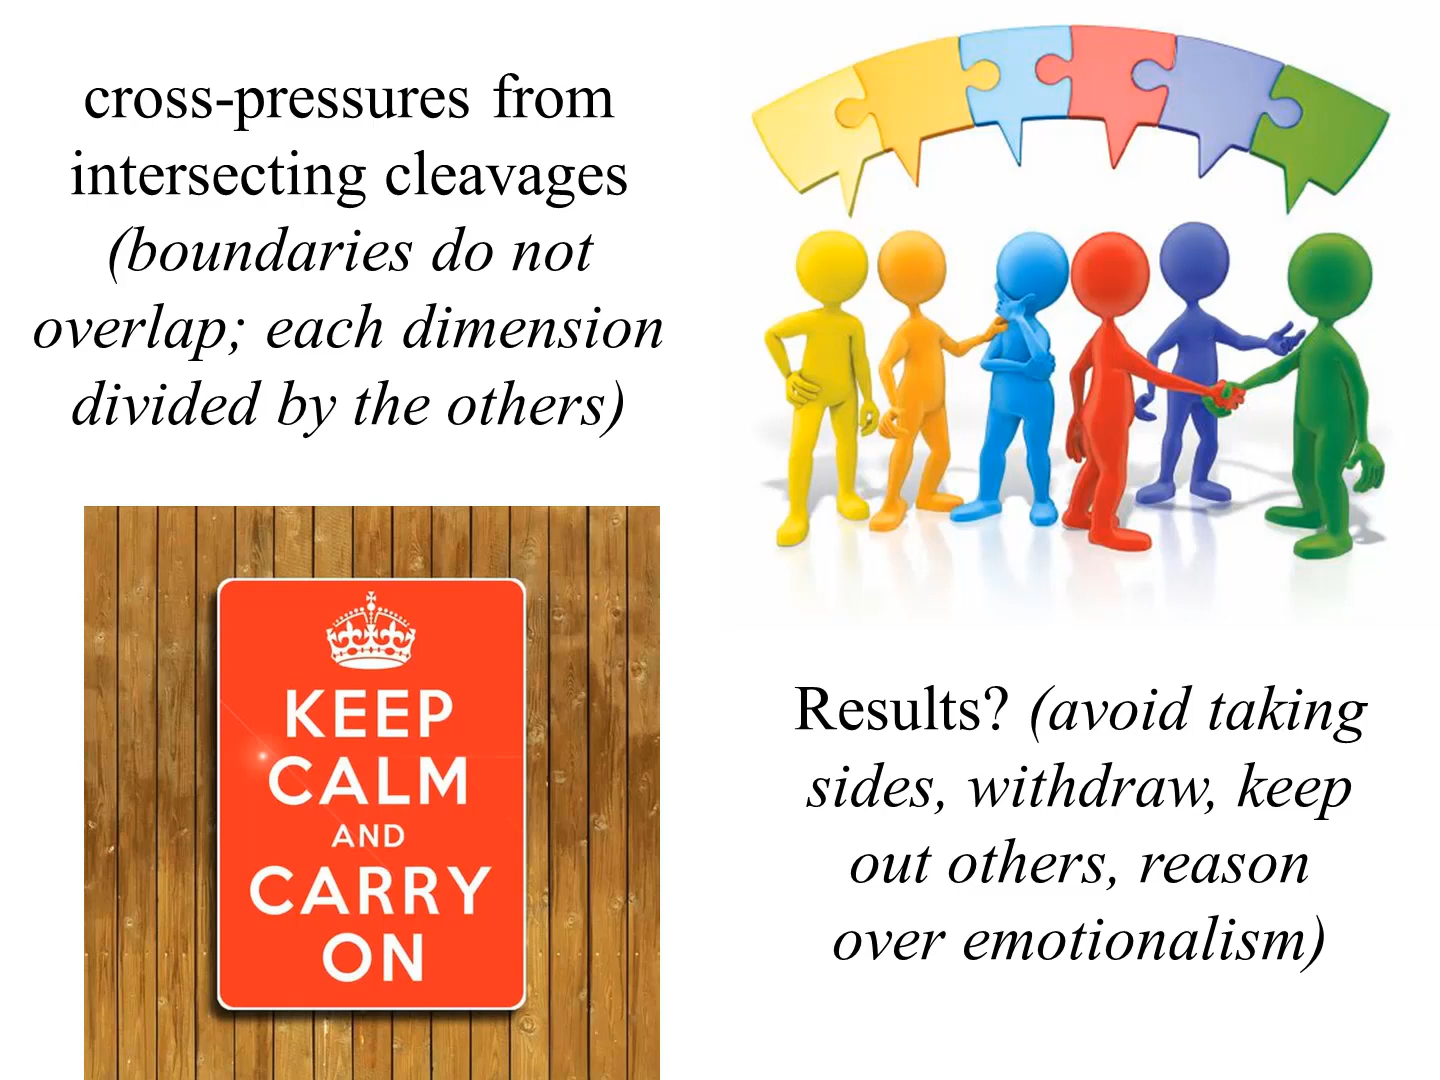 cross-pressures from
intersecting cleavages
(boundaries do not
overlap; each dimension
divided by the others)
KEEP
CALM
AND
CARRY
ON
Results? (avoid taking
sides, withdraw, keep
out others, reason
over emotionalism)